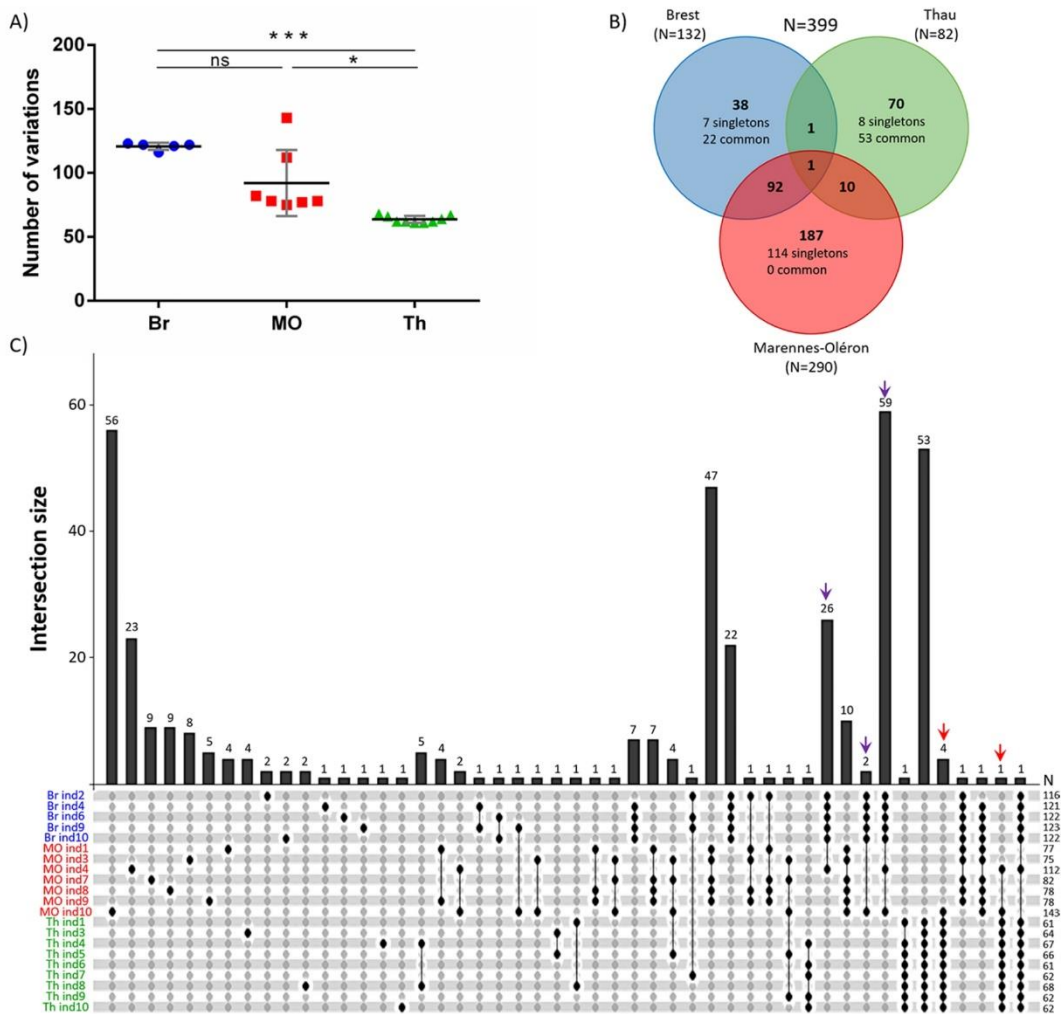 A)
200
150
100
50
0
Number of variations
***
ns
*
Br
MO
Th
B)
N=399
Brest
(N=132)
Thau
(N=82)
38
7 singletons
22 common
1
70
8 singletons
53 common
1
92
10
187
114 singletons
0 common
Marennes-Oléron
(N=290)
C)
Intersection size
60
40
20
56 23 9 9 8 5 4 4 2 2 2 1 1 1 1 1 5 4 2 1 1 1 1 1 1 1 1 7 7 4 1 47 22 1 1 1 1 26 10 2 59 1 53 4 1 1 1 1
N
Br ind2 116
Br ind4 121
Br ind6 122
Br ind9 123
Br ind10 122
MO ind1 77
MO ind3 75
MO ind4 112
MO ind7 82
MO ind8 78
MO ind9 78
MO ind10 143
Th ind1 61
Th ind3 64
Th ind4 67
Th ind5 66
Th ind6 61
Th ind7 62
Th ind8 68
Th ind9 62
Th ind10 62